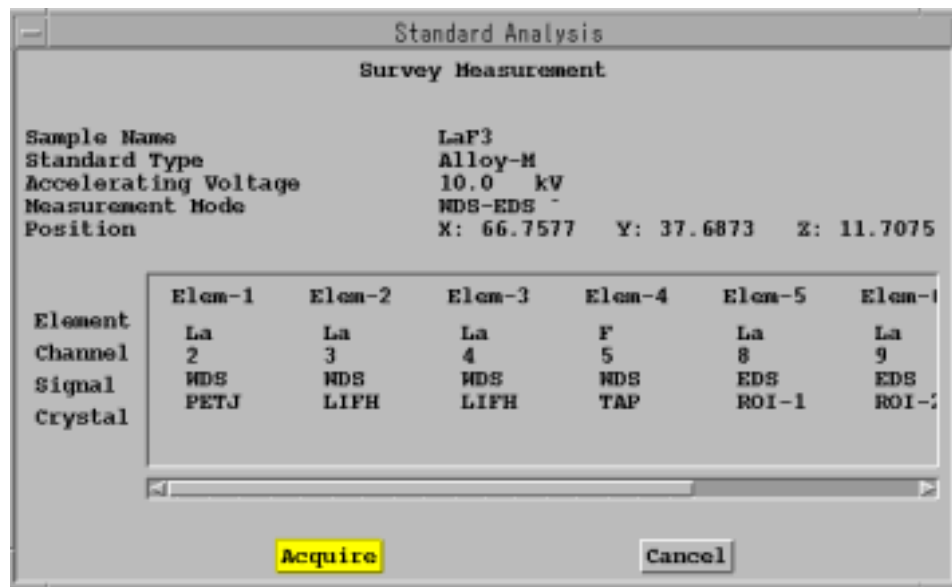 Standard Analysis
Survey Measurement
Sample Name LaF3
Standard Type Alloy-M
Accelerating Voltage 10.0 kV
Measurement Mode WDS-EDS
Position X: 66.7577 Y: 37.6873 Z: 11.7075
Elem-1 Elem-2 Elem-3 Elem-4 Elem-5 Elem-
Element La La La F La La
Channel 2 3 4 5 8 9
Signal WDS WDS WDS WDS EDS EDS
Crystal PETJ LIFH LIFH TAP ROI-1 ROI-2
Acquire Cancel